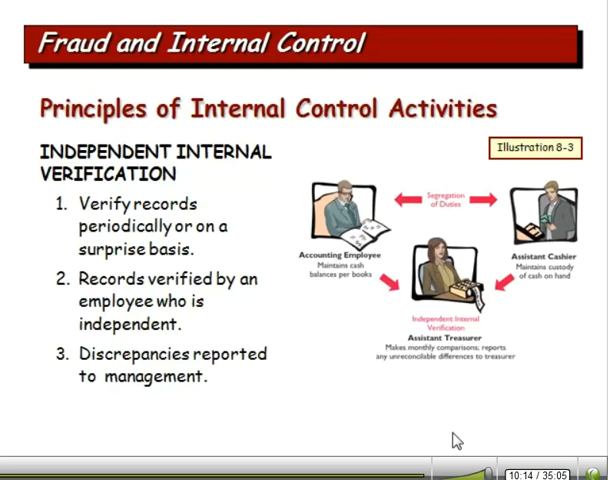 Fraud and Internal Control
Principles of Internal Control Activities
INDEPENDENT INTERNAL
VERIFICATION
1. Verify records
periodically or on a
surprise basis.
2. Records verified by an
employee who is
independent.
3. Discrepancies reported
to management.
Illustration 8-3
Segregation
of Duties
Accounting Employee
Maintains cash
balances per books
Assistant Cashier
Maintains custody
of cash on hand
Independent Internal
Verification
Assistant Treasurer
Makes monthly comparisons; reports
any unreconcilable differences to treasurer
10:14 / 35:05